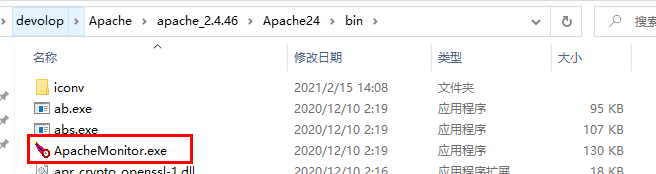 devolop > Apache > apache_2.4.46 > Apache24 > bin > 搜索
名称 修改日期 类型 大小
iconv 2021/2/15 14:08 文件夹
ab.exe 2020/12/10 2:19 应用程序 95 KB
abs.exe 2020/12/10 2:19 应用程序 107 KB
ApacheMonitor.exe 2020/12/10 2:19 应用程序 130 KB
apr_crypto_openssl-1.dll 2020/12/10 2:16 应用程序扩展 18 KB